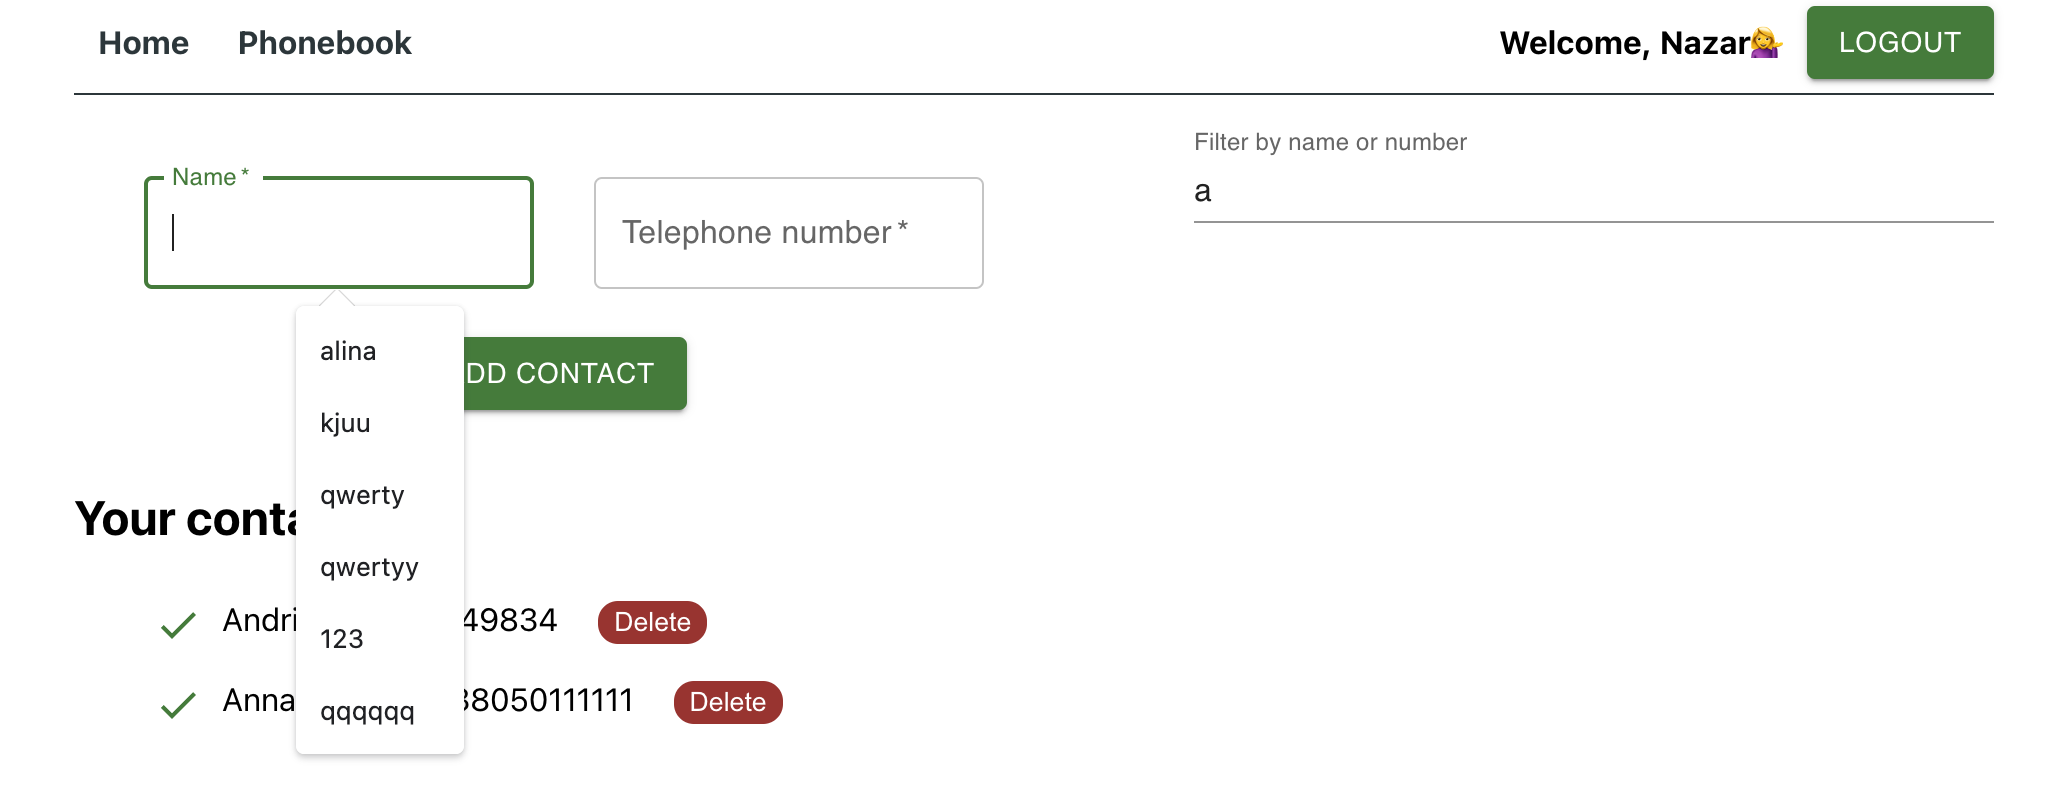 Home Phonebook Welcome, Nazar💁‍♀️ LOGOUT
Filter by name or number
a
Name *
Telephone number *
alina
kjuu
qwerty
qwertyy
123
qqqqqq
DD CONTACT
Your conta
Andri 49834 Delete
Anna 38050111111 Delete